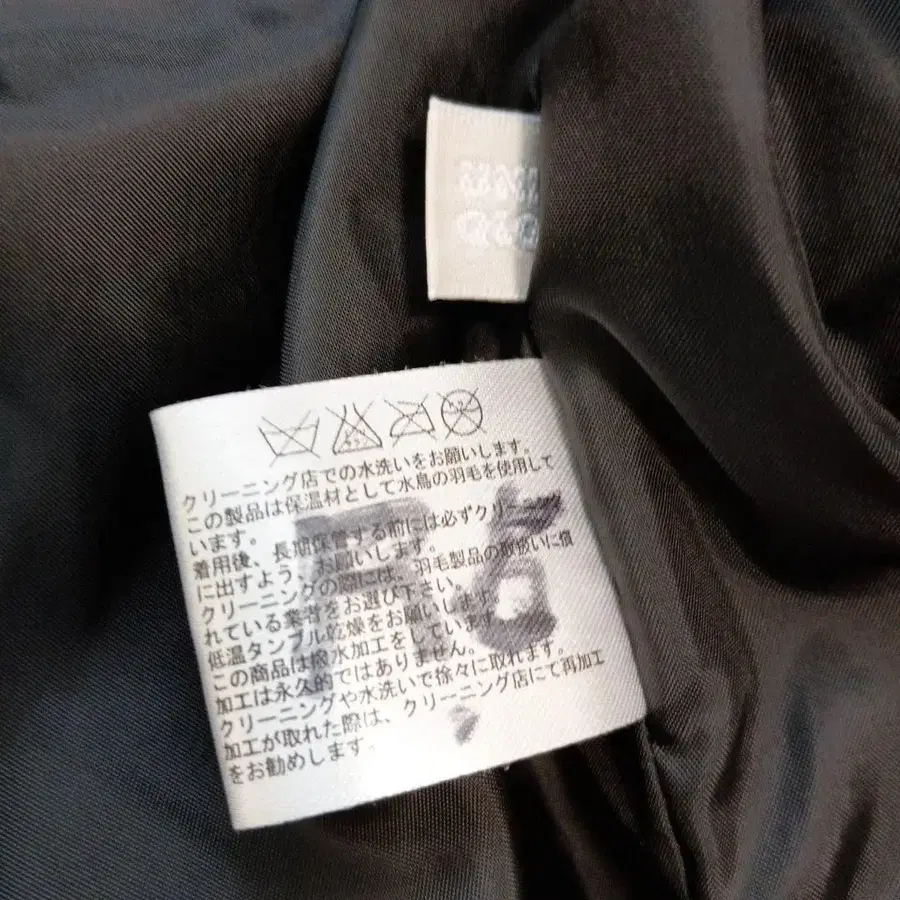 クリーニング店での水洗いをお願いします。
この製品は保温材として水鳥の羽毛を使用して
います。
着用後、長期保管する前には必ずクリーニング
に出すよう、お願いします。
クリーニングの際には、羽毛製品の取扱いに慣
れている業者をお選び下さい。
低温タンブル乾燥をお願いします。
この商品は撥水加工をしています。
加工は永久的ではありません。
クリーニングや水洗いで徐々に取れます。
加工が取れた際は、クリーニング店にて再加工
をお勧めします。